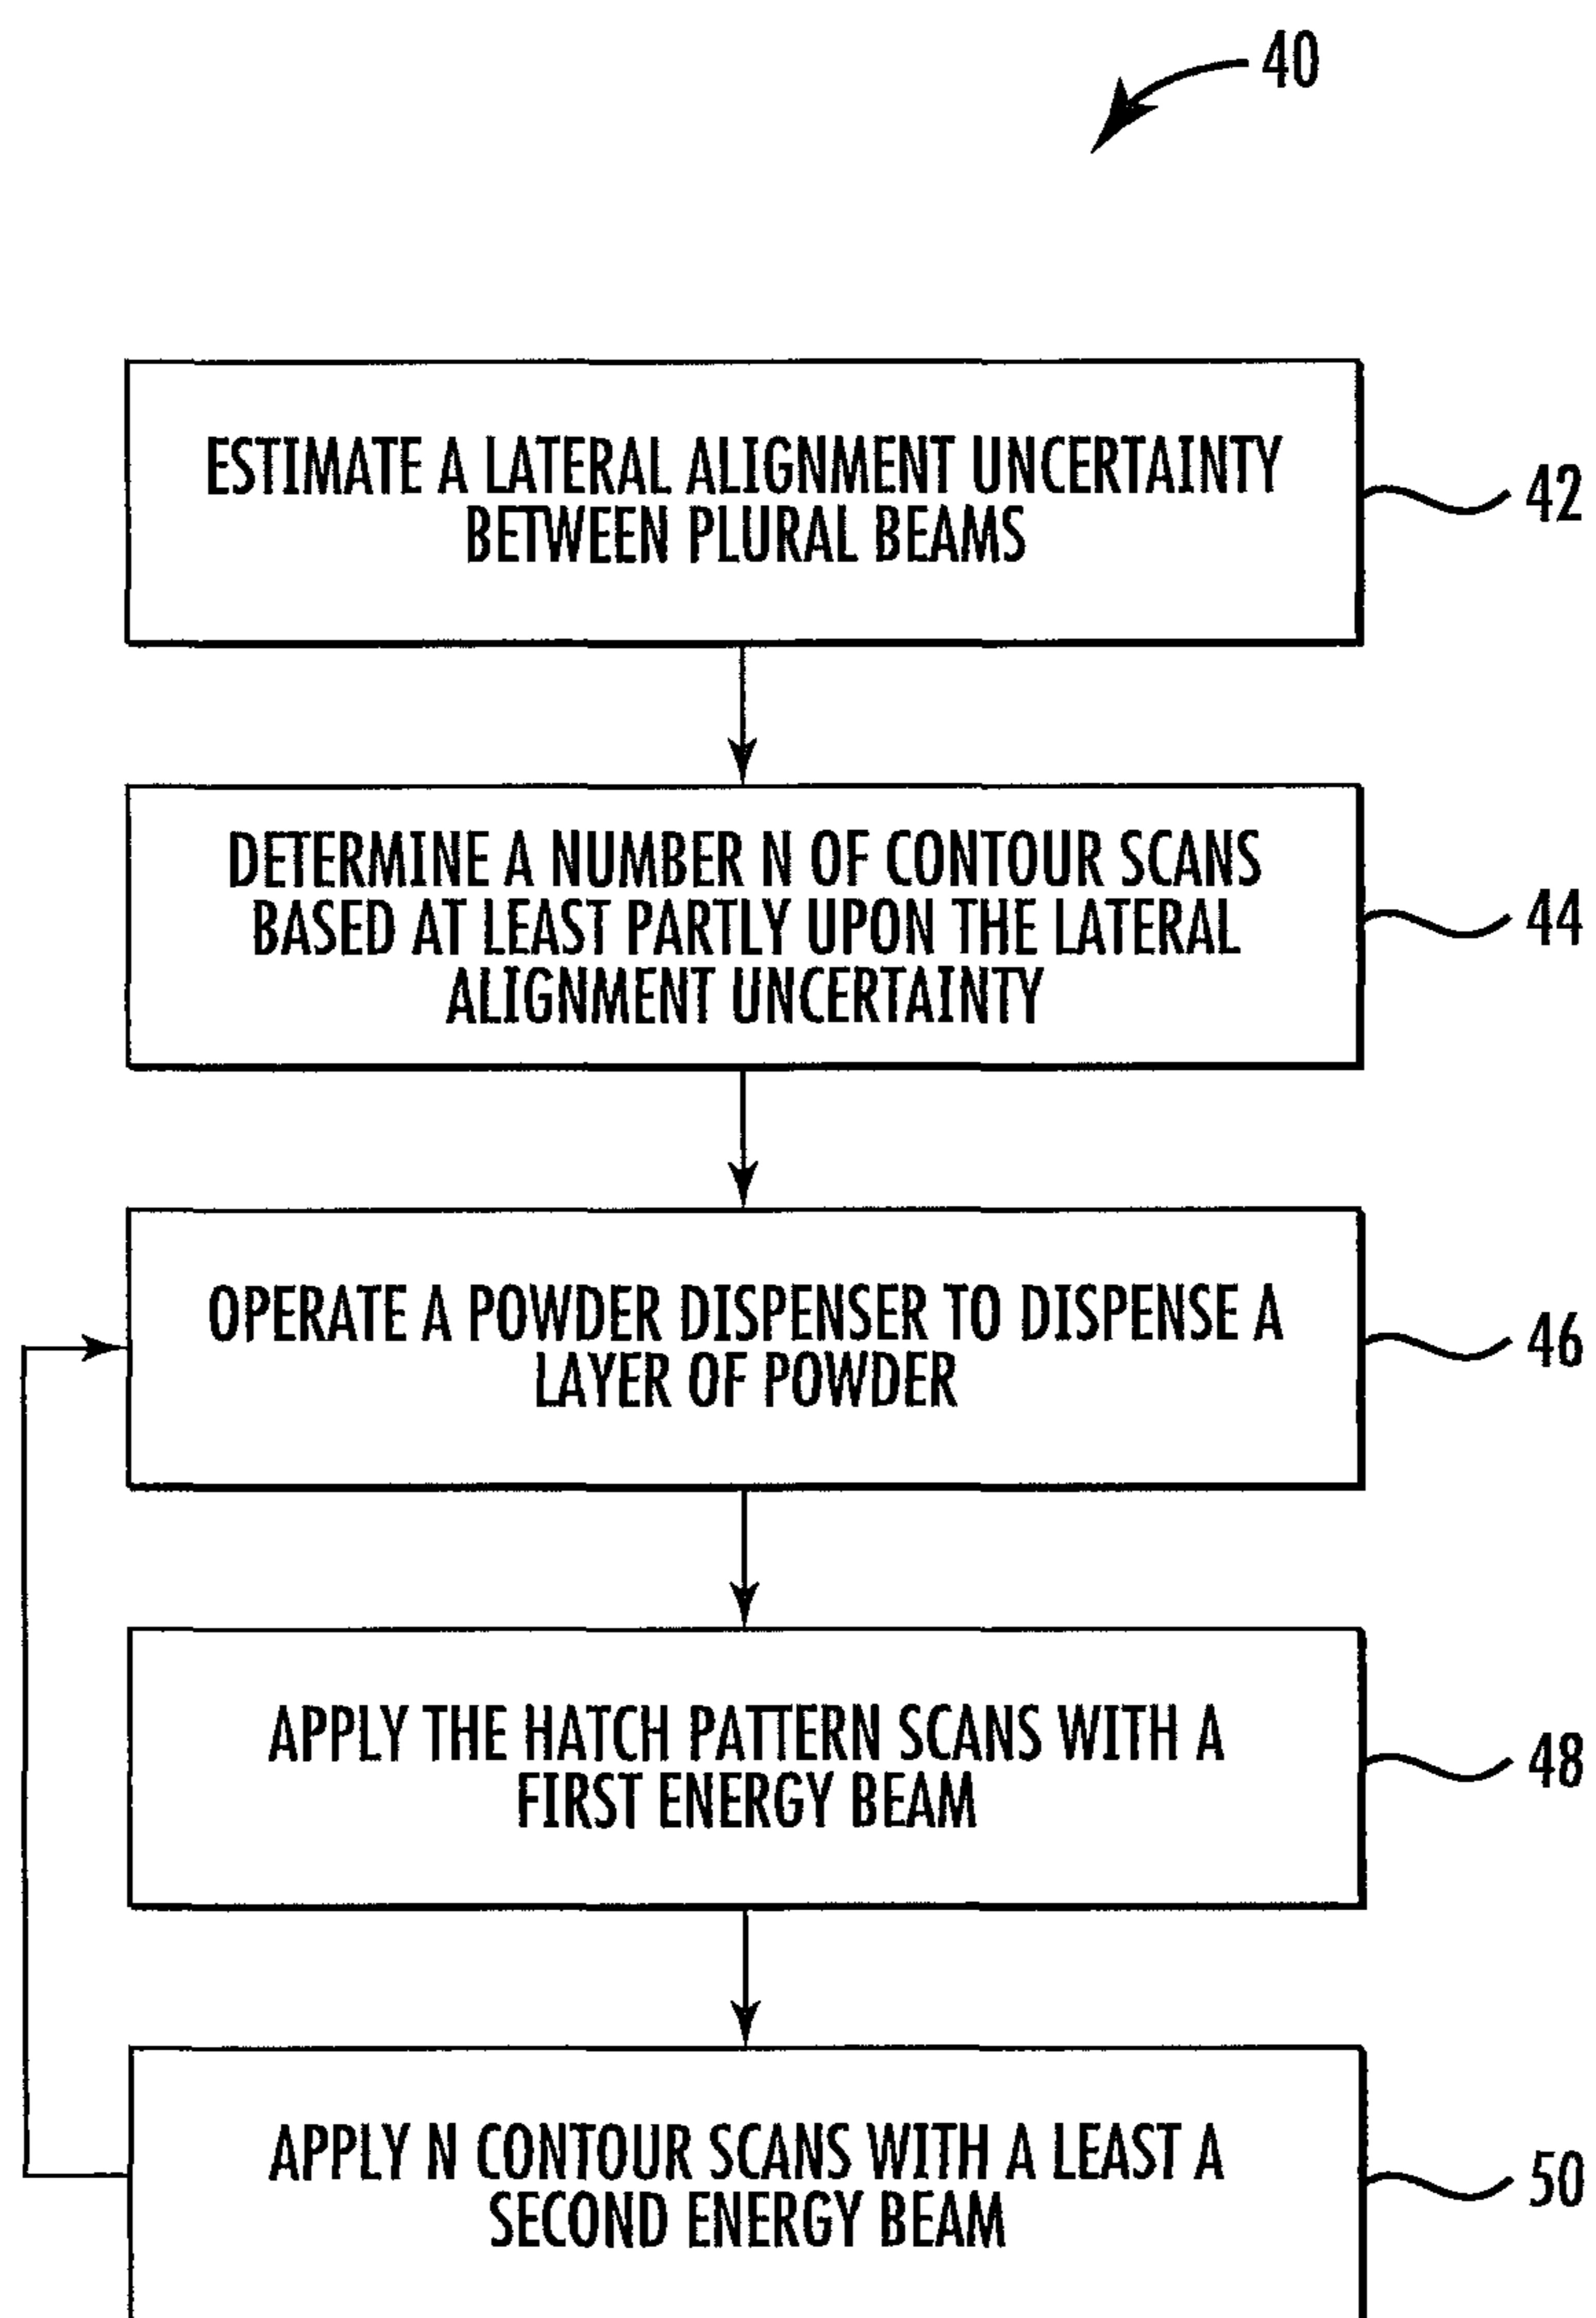 40
ESTIMATE A LATERAL ALIGNMENT UNCERTAINTY
BETWEEN PLURAL BEAMS
42
DETERMINE A NUMBER N OF CONTOUR SCANS
BASED AT LEAST PARTLY UPON THE LATERAL
ALIGNMENT UNCERTAINTY
44
OPERATE A POWDER DISPENSER TO DISPENSE A
LAYER OF POWDER
46
APPLY THE HATCH PATTERN SCANS WITH A
FIRST ENERGY BEAM
48
APPLY N CONTOUR SCANS WITH A LEAST A
SECOND ENERGY BEAM
50